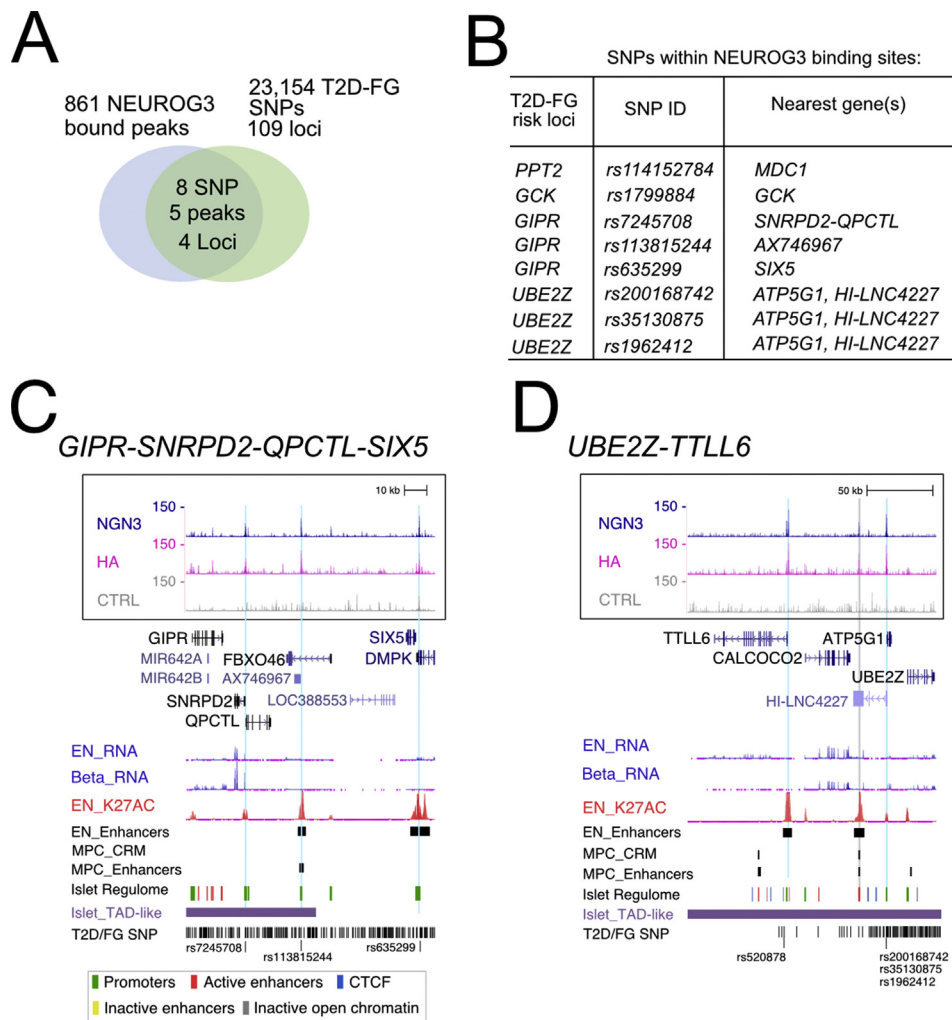 A
861 NEUROG3
bound peaks
23,154 T2D-FG
SNPs
109 loci
8 SNP
5 peaks
4 Loci
B
SNPs within NEUROG3 binding sites:
T2D-FG
risk loci
SNP ID
Nearest gene(s)
PPT2 rs114152784 MDC1
GCK rs1799884 GCK
GIPR rs7245708 SNRPD2-QPCTL
GIPR rs113815244 AX746967
GIPR rs635299 SIX5
UBE2Z rs200168742 ATP5G1, HI-LNC4227
UBE2Z rs35130875 ATP5G1, HI-LNC4227
UBE2Z rs1962412 ATP5G1, HI-LNC4227
C
GIPR-SNRPD2-QPCTL-SIX5
10 kb
150 -
NGN3
150 -
HA
150 -
CTRL
GIPR SIX5
MIR642A FBXO46 DMPK
MIR642B AX746967
SNRPD2 LOC388553
QPCTL
EN_RNA
Beta_RNA
EN_K27AC
EN_Enhancers
MPC_CRM
MPC_Enhancers
Islet Regulome
Islet_TAD-like
T2D/FG SNP
rs7245708 rs635299
rs113815244
Promoters Active enhancers CTCF
Inactive enhancers Inactive open chromatin
D
UBE2Z-TTLL6
50 kb
150 -
NGN3
150 -
HA
150 -
CTRL
TTLL6 ATP5G1
CALCOCO2
UBE2Z
HI-LNC4227
EN_RNA
Beta_RNA
EN_K27AC
EN_Enhancers
MPC_CRM
MPC_Enhancers
Islet Regulome
Islet_TAD-like
T2D/FG SNP
rs520878 rs200168742
rs35130875
rs1962412